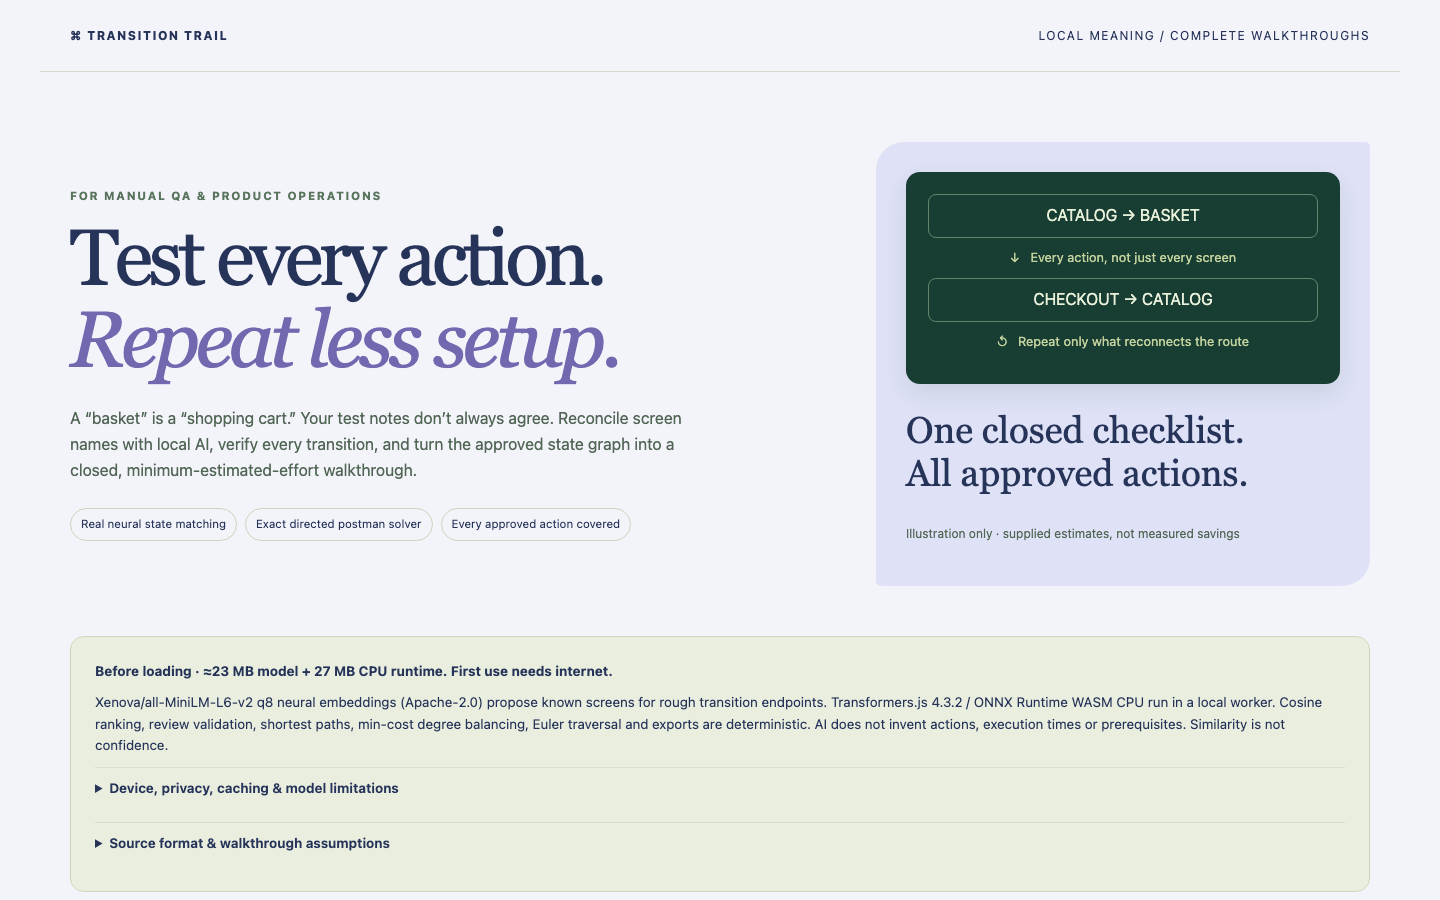 ⌘ TRANSITION TRAIL
LOCAL MEANING / COMPLETE WALKTHROUGHS
FOR MANUAL QA & PRODUCT OPERATIONS
Test every action.
Repeat less setup.
A “basket” is a “shopping cart.” Your test notes don’t always agree. Reconcile screen
names with local AI, verify every transition, and turn the approved state graph into a
closed, minimum-estimated-effort walkthrough.
Real neural state matching
Exact directed postman solver
Every approved action covered
CATALOG → BASKET
↓ Every action, not just every screen
CHECKOUT → CATALOG
↺ Repeat only what reconnects the route
One closed checklist.
All approved actions.
Illustration only · supplied estimates, not measured savings
Before loading · ≈23 MB model + 27 MB CPU runtime. First use needs internet.
Xenova/all-MiniLM-L6-v2 q8 neural embeddings (Apache-2.0) propose known screens for rough transition endpoints. Transformers.js 4.3.2 / ONNX Runtime WASM CPU run in a local worker. Cosine
ranking, review validation, shortest paths, min-cost degree balancing, Euler traversal and exports are deterministic. AI does not invent actions, execution times or prerequisites. Similarity is not
confidence.
▶ Device, privacy, caching & model limitations
▶ Source format & walkthrough assumptions